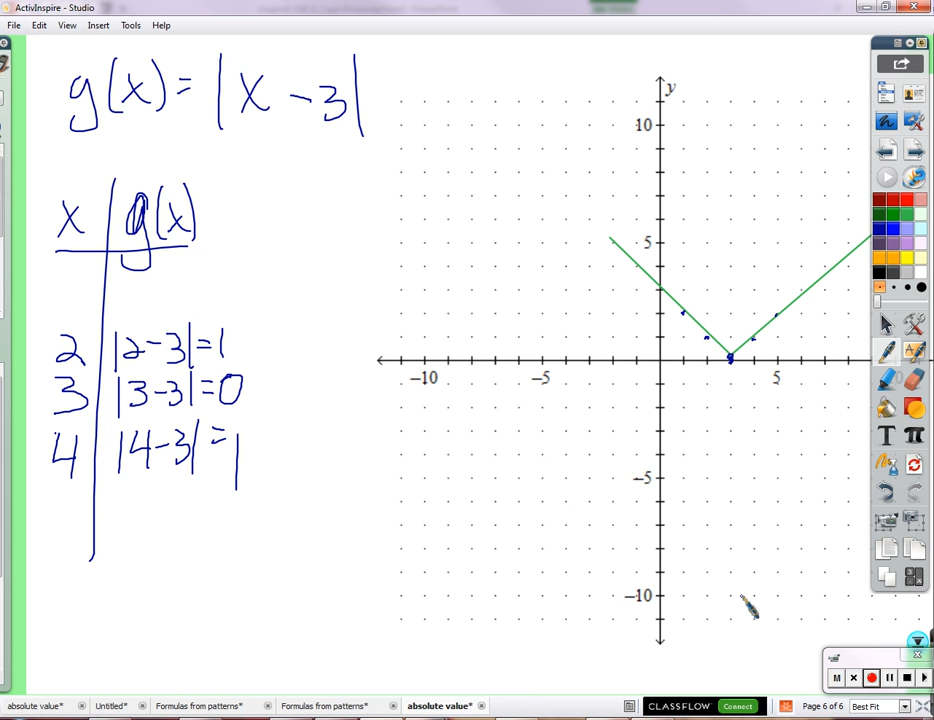 ActivInspire - Studio
File Edit View Insert Tools Help
g(x) = |x - 3|
x g(x)
2 |2-3|=1
3 |3-3|=0
4 |4-3|=1
y
10
5
-10 -5 5
-5
-10
T π
M
absolute value* Untitled* Formulas from patterns* Formulas from patterns* absolute value* CLASSFLOW Connect Page 6 of 6 Best Fit